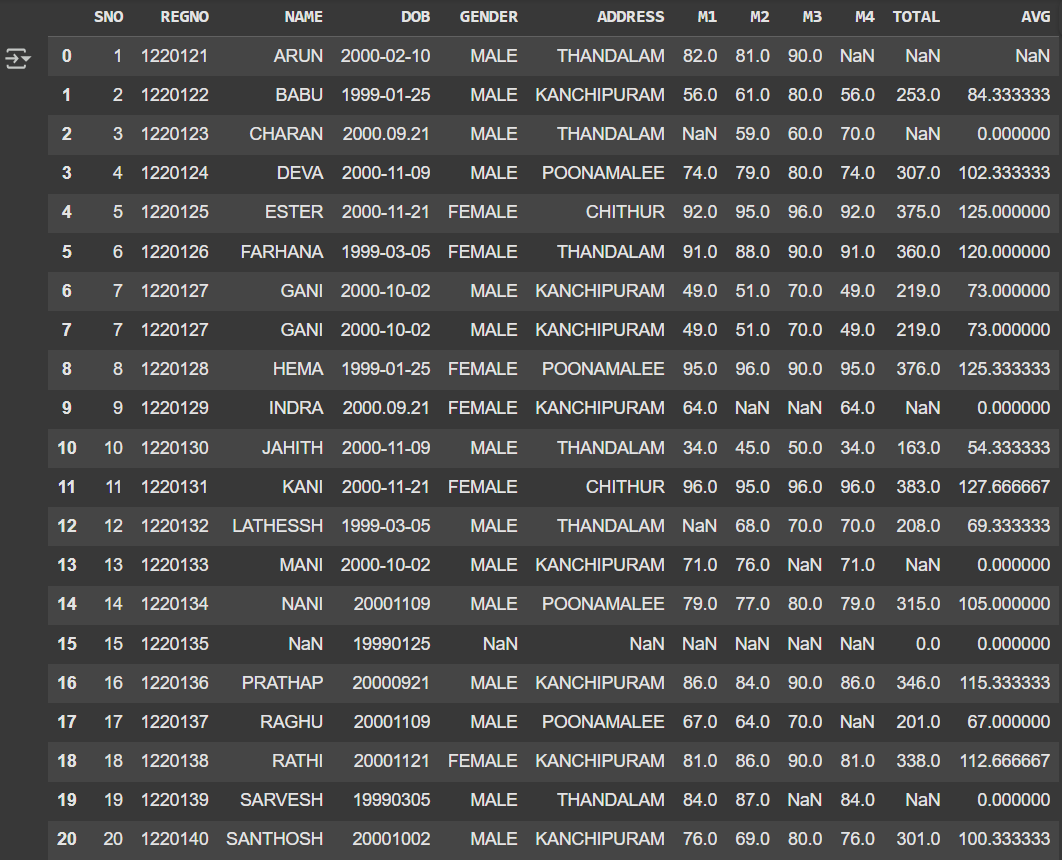 SNO REGNO NAME DOB GENDER ADDRESS M1 M2 M3 M4 TOTAL AVG
0 1 1220121 ARUN 2000-02-10 MALE THANDALAM 82.0 81.0 90.0 NaN NaN NaN
1 2 1220122 BABU 1999-01-25 MALE KANCHIPURAM 56.0 61.0 80.0 56.0 253.0 84.333333
2 3 1220123 CHARAN 2000.09.21 MALE THANDALAM NaN 59.0 60.0 70.0 NaN 0.000000
3 4 1220124 DEVA 2000-11-09 MALE POONAMALEE 74.0 79.0 80.0 74.0 307.0 102.333333
4 5 1220125 ESTER 2000-11-21 FEMALE CHITHUR 92.0 95.0 96.0 92.0 375.0 125.000000
5 6 1220126 FARHANA 1999-03-05 FEMALE THANDALAM 91.0 88.0 90.0 91.0 360.0 120.000000
6 7 1220127 GANI 2000-10-02 MALE KANCHIPURAM 49.0 51.0 70.0 49.0 219.0 73.000000
7 7 1220127 GANI 2000-10-02 MALE KANCHIPURAM 49.0 51.0 70.0 49.0 219.0 73.000000
8 8 1220128 HEMA 1999-01-25 FEMALE POONAMALEE 95.0 96.0 90.0 95.0 376.0 125.333333
9 9 1220129 INDRA 2000.09.21 FEMALE KANCHIPURAM 64.0 NaN NaN 64.0 NaN 0.000000
10 10 1220130 JAHITH 2000-11-09 MALE THANDALAM 34.0 45.0 50.0 34.0 163.0 54.333333
11 11 1220131 KANI 2000-11-21 FEMALE CHITHUR 96.0 95.0 96.0 96.0 383.0 127.666667
12 12 1220132 LATHESSH 1999-03-05 MALE THANDALAM NaN 68.0 70.0 70.0 208.0 69.333333
13 13 1220133 MANI 2000-10-02 MALE KANCHIPURAM 71.0 76.0 NaN 71.0 NaN 0.000000
14 14 1220134 NANI 20001109 MALE POONAMALEE 79.0 77.0 80.0 79.0 315.0 105.000000
15 15 1220135 NaN 19990125 NaN NaN NaN NaN NaN NaN 0.0 0.000000
16 16 1220136 PRATHAP 20000921 MALE KANCHIPURAM 86.0 84.0 90.0 86.0 346.0 115.333333
17 17 1220137 RAGHU 20001109 MALE POONAMALEE 67.0 64.0 70.0 NaN 201.0 67.000000
18 18 1220138 RATHI 20001121 FEMALE KANCHIPURAM 81.0 86.0 90.0 81.0 338.0 112.666667
19 19 1220139 SARVESH 19990305 MALE THANDALAM 84.0 87.0 NaN 84.0 NaN 0.000000
20 20 1220140 SANTHOSH 20001002 MALE KANCHIPURAM 76.0 69.0 80.0 76.0 301.0 100.333333